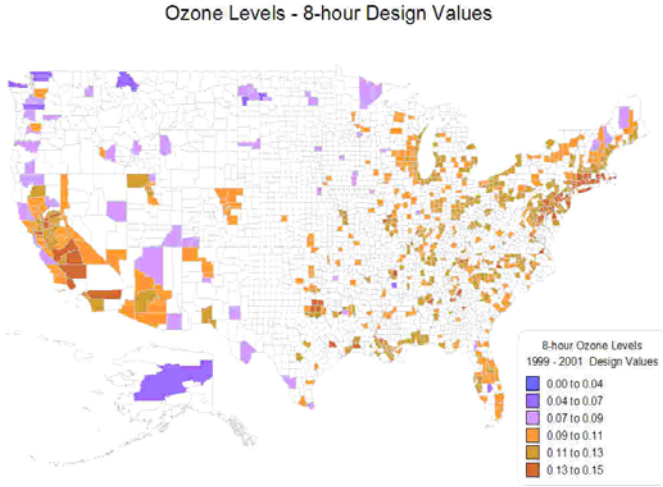 Ozone Levels - 8-hour Design Values
8-hour Ozone Levels
1999 - 2001 Design Values
0.00 to 0.04
0.04 to 0.07
0.07 to 0.09
0.09 to 0.11
0.11 to 0.13
0.13 to 0.15